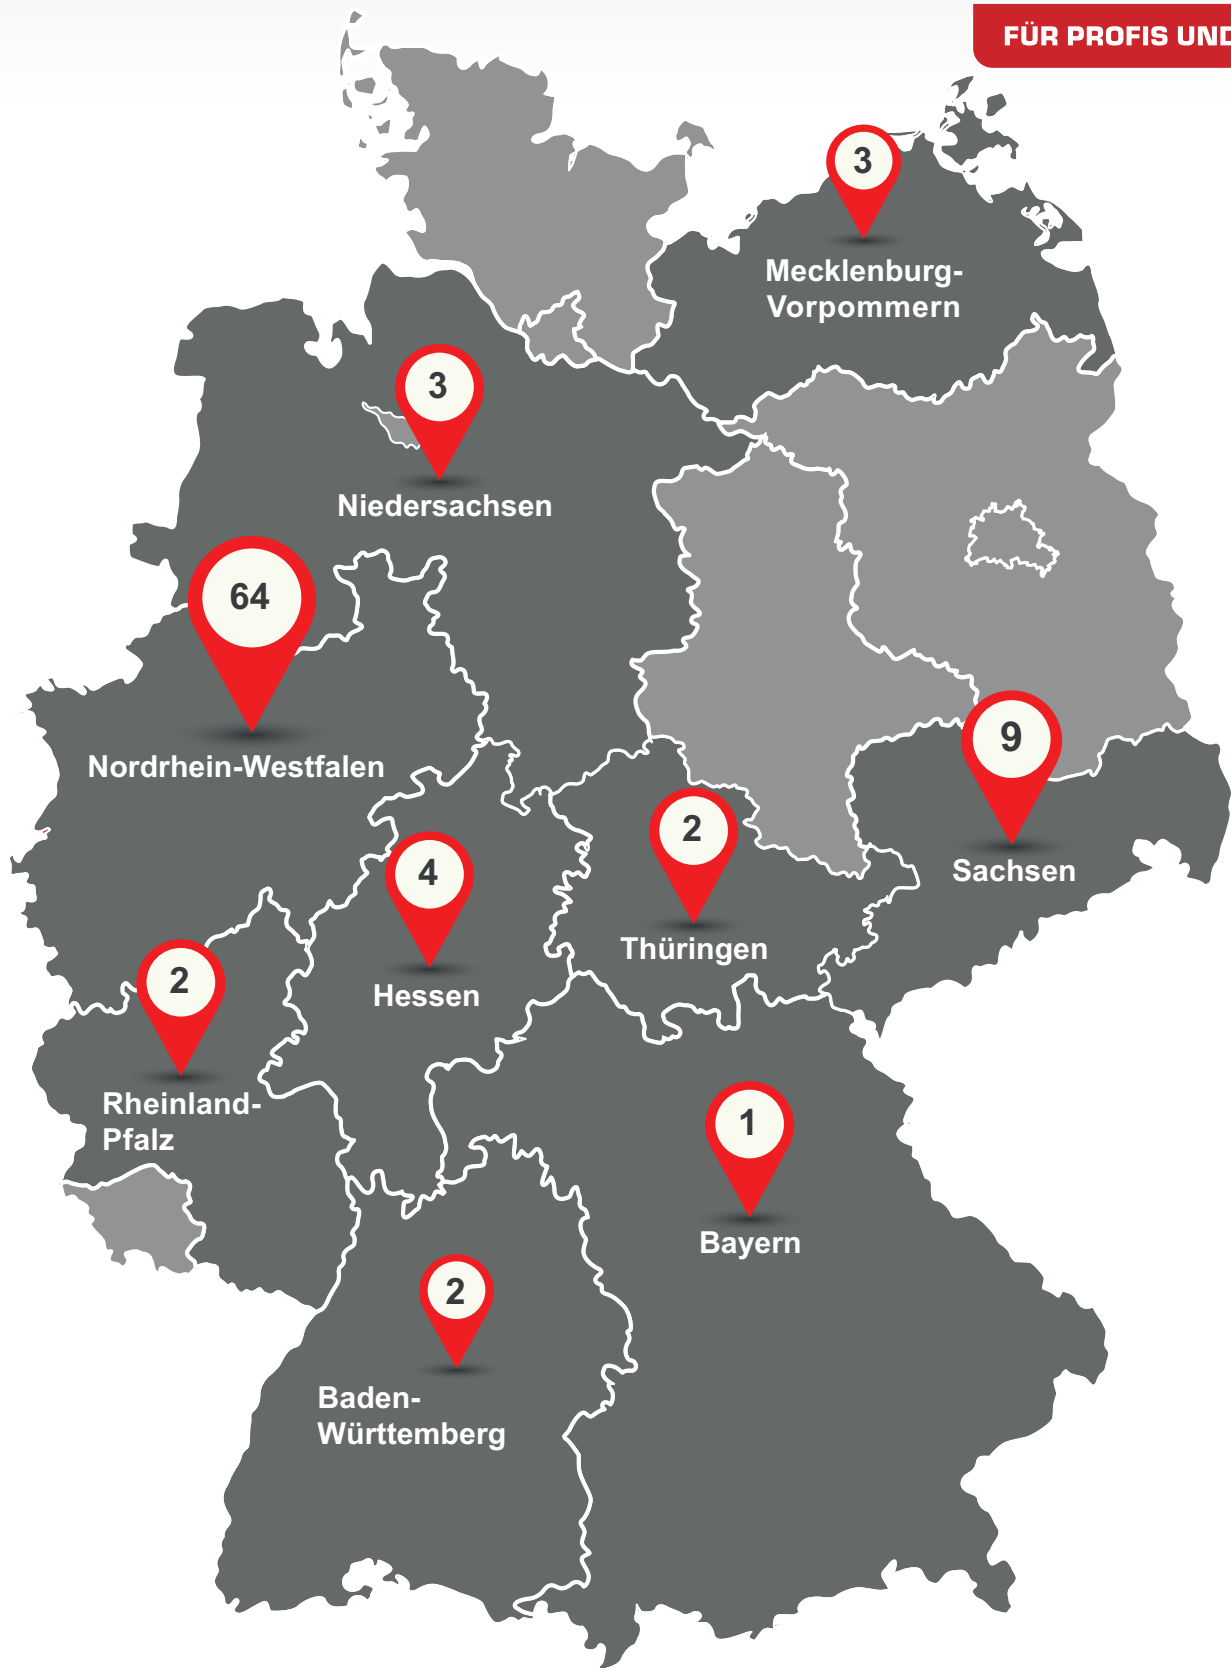 FÜR PROFIS UND
3
Mecklenburg-
Vorpommern
3
Niedersachsen
64
Nordrhein-Westfalen
9
Sachsen
2
Thüringen
4
Hessen
2
Rheinland-
Pfalz
1
Bayern
2
Baden-
Württemberg